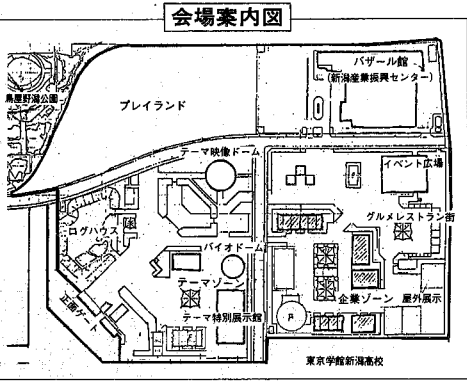 会場案内図
バザール館
(新潟産業振興センター)
鳥屋野潟公園
プレイランド
テーマ映像ドーム
イベント広場
グルメレストラン街
ログハウス
バイオドーム
テーマゾーン
企業ゾーン
屋外展示
正面ゲート
テーマ特別展示館
東京学館新潟高校